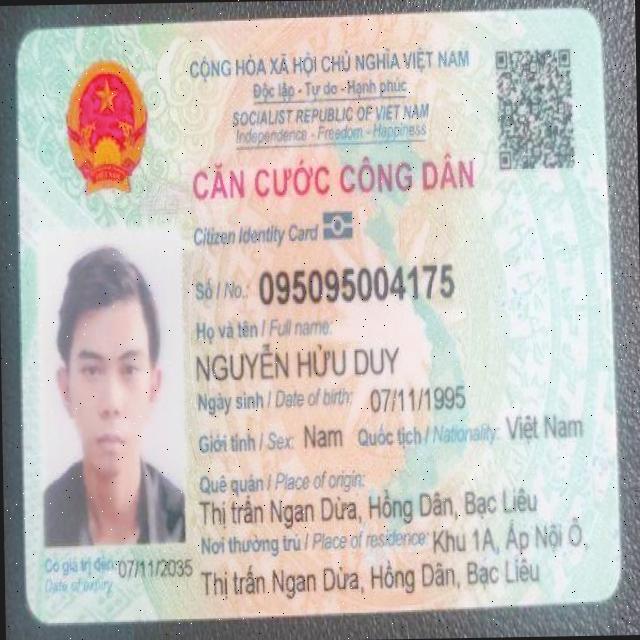 CỘNG HÒA XÃ HỘI CHỦ NGHĨA VIỆT NAM
Độc lập - Tự do - Hạnh phúc
SOCIALIST REPUBLIC OF VIET NAM
Independence - Freedom - Happiness
CĂN CƯỚC CÔNG DÂN
Citizen Identity Card
Số / No.: 095095004175
Họ và tên / Full name:
NGUYỄN HỬU DUY
Ngày sinh / Date of birth: 07/11/1995
Giới tính / Sex: Nam Quốc tịch / Nationality: Việt Nam
Quê quán / Place of origin:
Thị trấn Ngan Dừa, Hồng Dân, Bạc Liêu
Nơi thường trú / Place of residence: Khu 1A, Ấp Nội Ô,
Thị trấn Ngan Dừa, Hồng Dân, Bạc Liêu
Có giá trị đến: 07/11/2035
Date of expiry